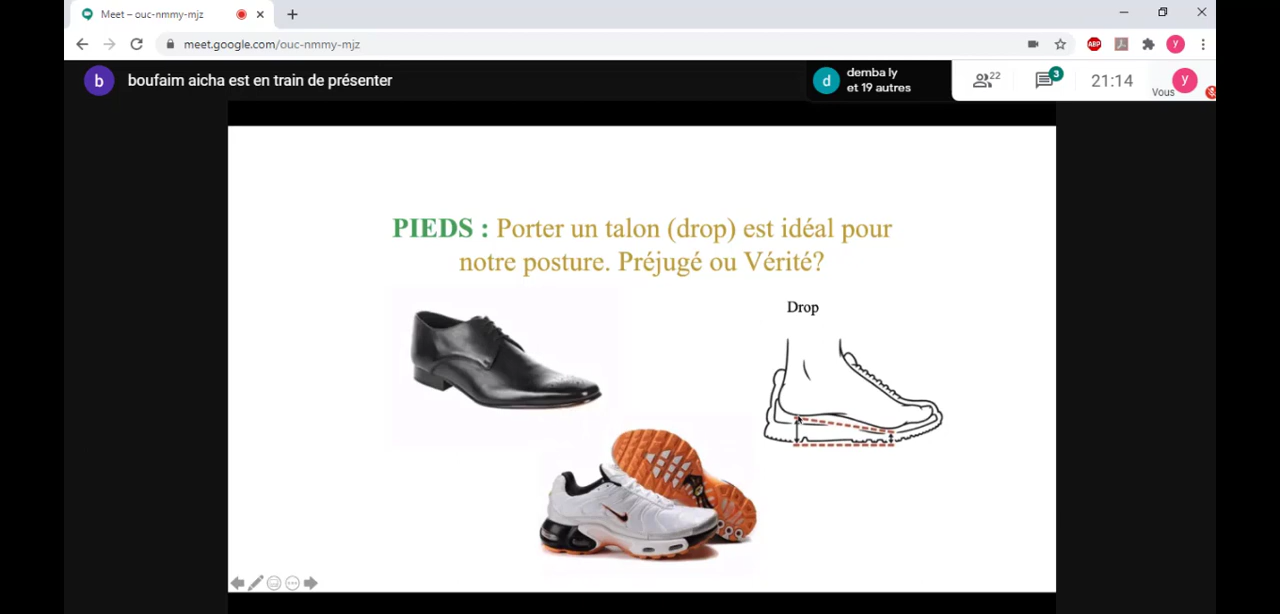 Meet – ouc-nmmy-mjz
meet.google.com/ouc-nmmy-mjz
ABP
y
b
boufaim aicha est en train de présenter
d
demba ly
et 19 autres
22
3
21:14
Vous
y
PIEDS : Porter un talon (drop) est idéal pour
notre posture. Préjugé ou Vérité?
Drop